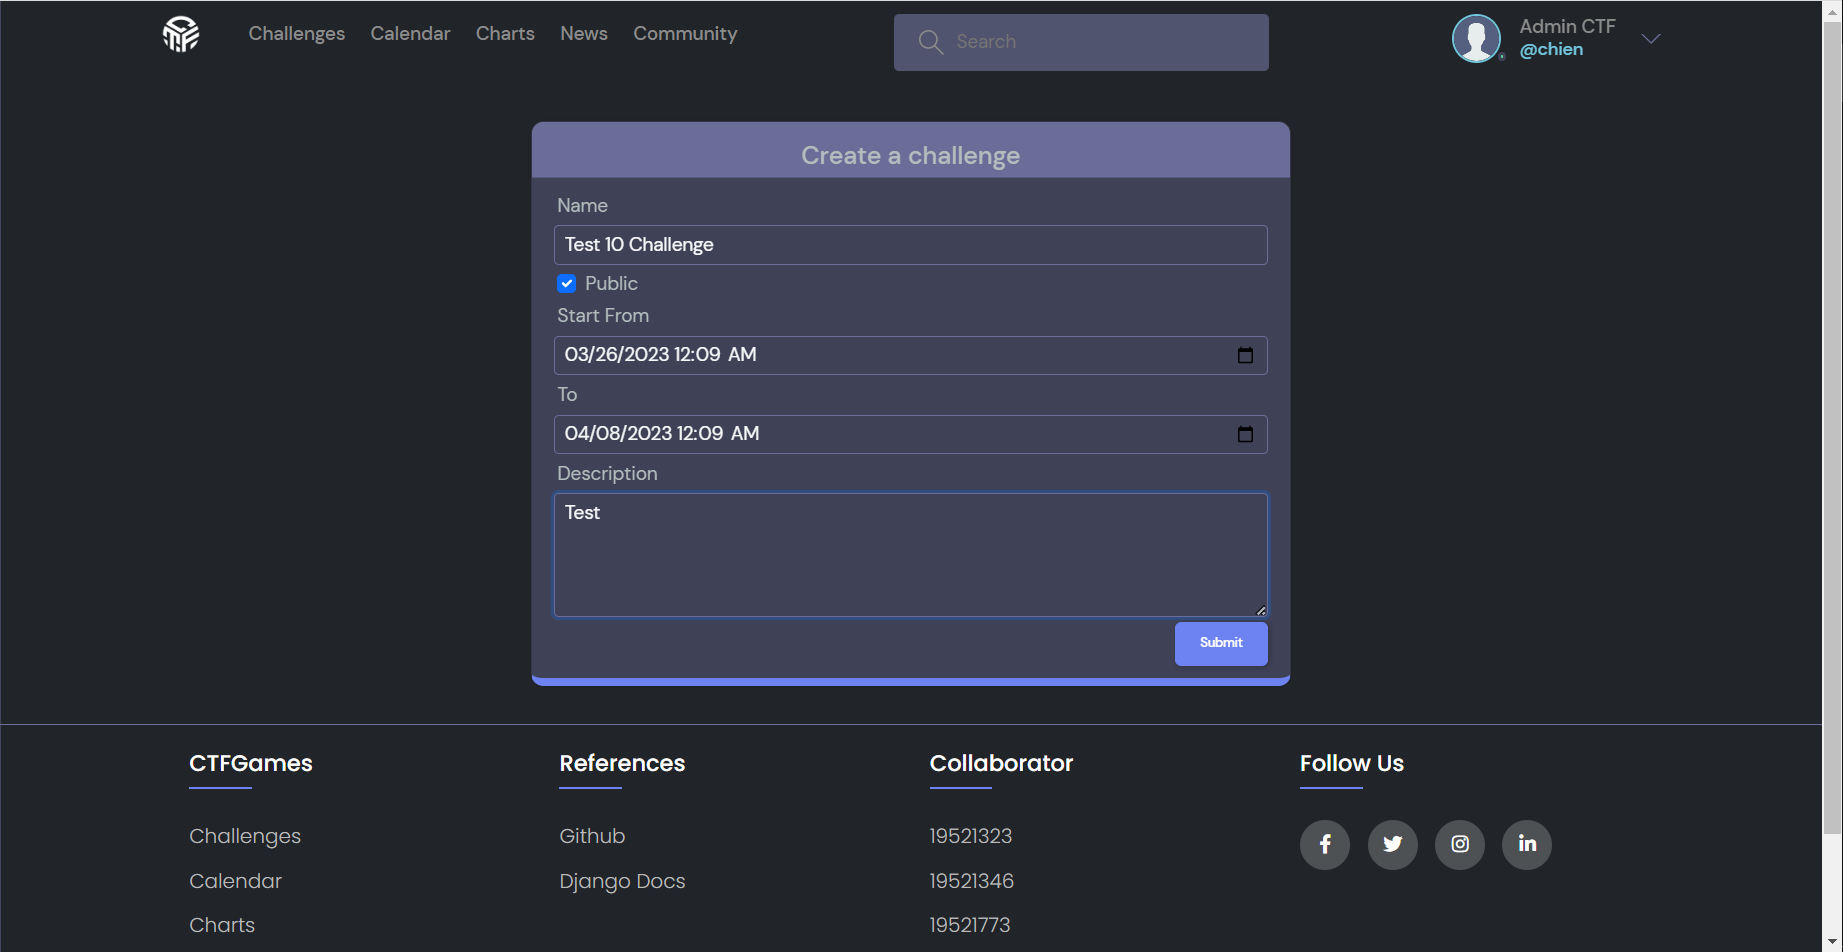 Challenges Calendar Charts News Community Search Admin CTF
@chien
Create a challenge
Name
Test 10 Challenge
Public
Start From
03/26/2023 12:09 AM
To
04/08/2023 12:09 AM
Description
Test
Submit
CTFGames
Challenges
Calendar
Charts
References
Github
Django Docs
Collaborator
19521323
19521346
19521773
Follow Us